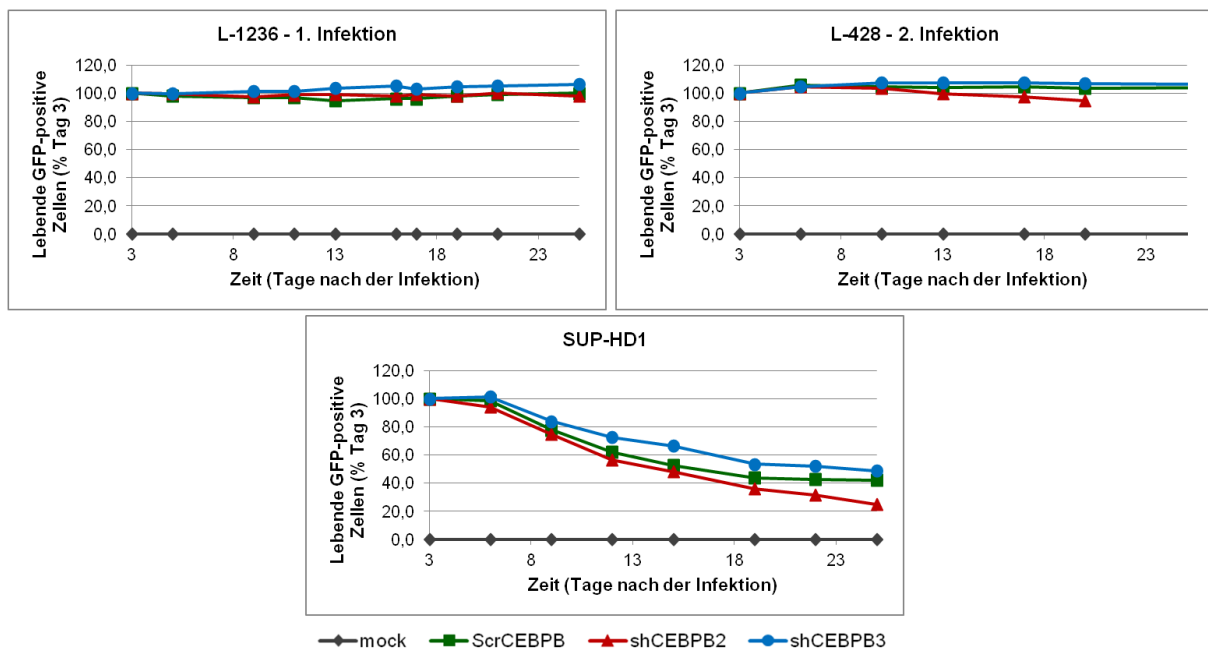 L-1236 - 1. Infektion
Lebende GFP-positive
Zellen (% Tag 3)
120,0
100,0
80,0
60,0
40,0
20,0
0,0
3 8 13 18 23
Zeit (Tage nach der Infektion)
L-428 - 2. Infektion
Lebende GFP-positive
Zellen (% Tag 3)
120,0
100,0
80,0
60,0
40,0
20,0
0,0
3 8 13 18 23
Zeit (Tage nach der Infektion)
SUP-HD1
Lebende GFP-positive
Zellen (% Tag 3)
120,0
100,0
80,0
60,0
40,0
20,0
0,0
3 8 13 18 23
Zeit (Tage nach der Infektion)
mock ScrCEBPB shCEBPB2 shCEBPB3